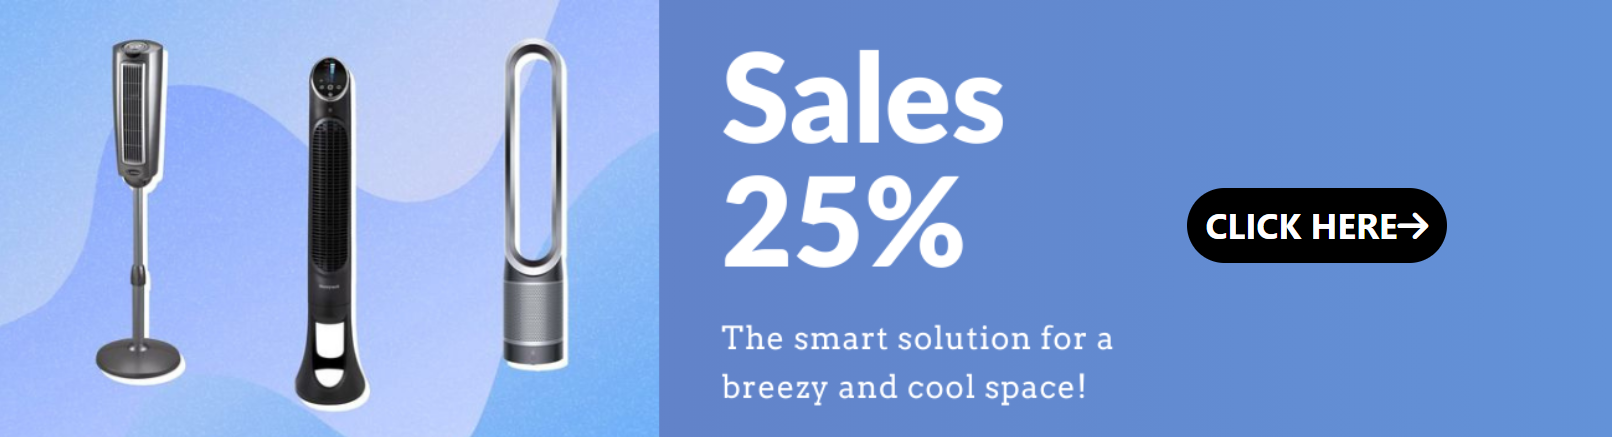 Sales
25%
CLICK HERE
The smart solution for a
breezy and cool space!